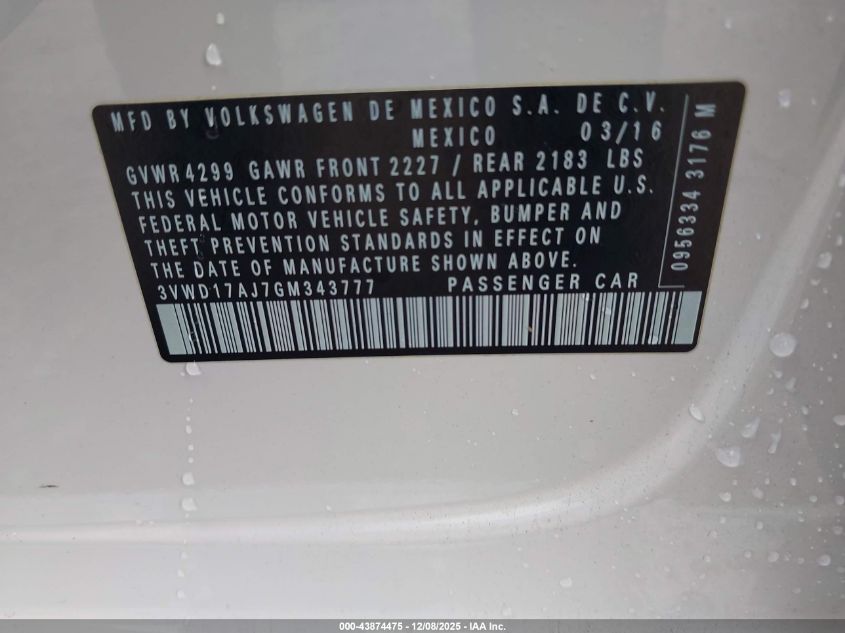 MFD BY VOLKSWAGEN DE MEXICO S.A. DE C.V.
MEXICO 03/16
GVWR 4299 GAWR FRONT 2227 / REAR 2183 LBS
THIS VEHICLE CONFORMS TO ALL APPLICABLE U.S.
FEDERAL MOTOR VEHICLE SAFETY, BUMPER AND
THEFT PREVENTION STANDARDS IN EFFECT ON
THE DATE OF MANUFACTURE SHOWN ABOVE.
3VWD17AJ7GM343777 PASSENGER CAR
0956334 3176 M
000-43874475 - 12/08/2025 - IAA Inc.